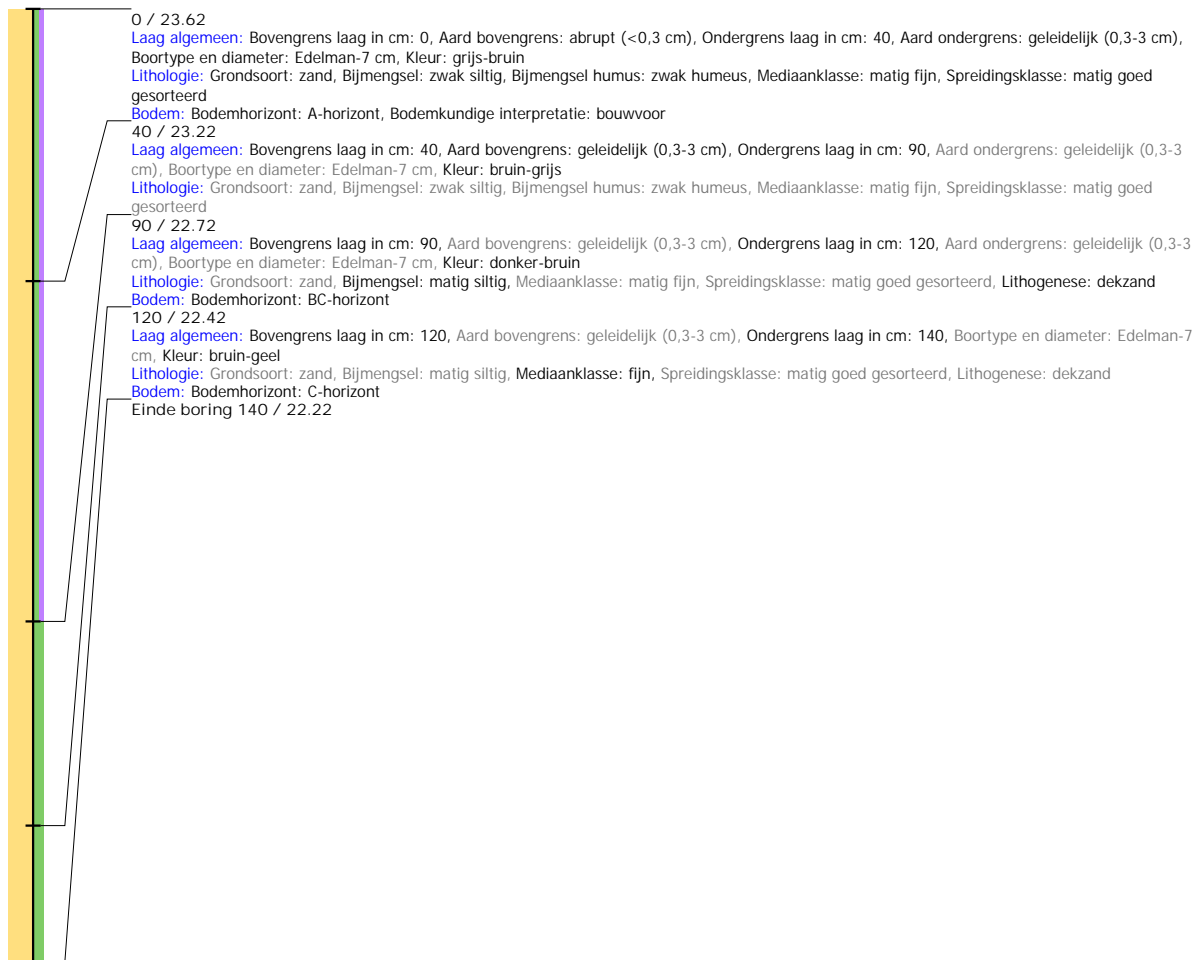 0 / 23.62
Laag algemeen: Bovengrens laag in cm: 0, Aard bovengrens: abrupt (<0,3 cm), Ondergrens laag in cm: 40, Aard ondergrens: geleidelijk (0,3-3 cm),
Boortype en diameter: Edelman-7 cm, Kleur: grijs-bruin
Lithologie: Grondsoort: zand, Bijmengsel: zwak siltig, Bijmengsel humus: zwak humeus, Mediaanklasse: matig fijn, Spreidingsklasse: matig goed
gesorteerd
Bodem: Bodemhorizont: A-horizont, Bodemkundige interpretatie: bouwvoor
40 / 23.22
Laag algemeen: Bovengrens laag in cm: 40, Aard bovengrens: geleidelijk (0,3-3 cm), Ondergrens laag in cm: 90, Aard ondergrens: geleidelijk (0,3-3
cm), Boortype en diameter: Edelman-7 cm, Kleur: bruin-grijs
Lithologie: Grondsoort: zand, Bijmengsel: zwak siltig, Bijmengsel humus: zwak humeus, Mediaanklasse: matig fijn, Spreidingsklasse: matig goed
gesorteerd
90 / 22.72
Laag algemeen: Bovengrens laag in cm: 90, Aard bovengrens: geleidelijk (0,3-3 cm), Ondergrens laag in cm: 120, Aard ondergrens: geleidelijk (0,3-3
cm), Boortype en diameter: Edelman-7 cm, Kleur: donker-bruin
Lithologie: Grondsoort: zand, Bijmengsel: matig siltig, Mediaanklasse: matig fijn, Spreidingsklasse: matig goed gesorteerd, Lithogenese: dekzand
Bodem: Bodemhorizont: BC-horizont
120 / 22.42
Laag algemeen: Bovengrens laag in cm: 120, Aard bovengrens: geleidelijk (0,3-3 cm), Ondergrens laag in cm: 140, Boortype en diameter: Edelman-7
cm, Kleur: bruin-geel
Lithologie: Grondsoort: zand, Bijmengsel: matig siltig, Mediaanklasse: fijn, Spreidingsklasse: matig goed gesorteerd, Lithogenese: dekzand
Bodem: Bodemhorizont: C-horizont
Einde boring 140 / 22.22